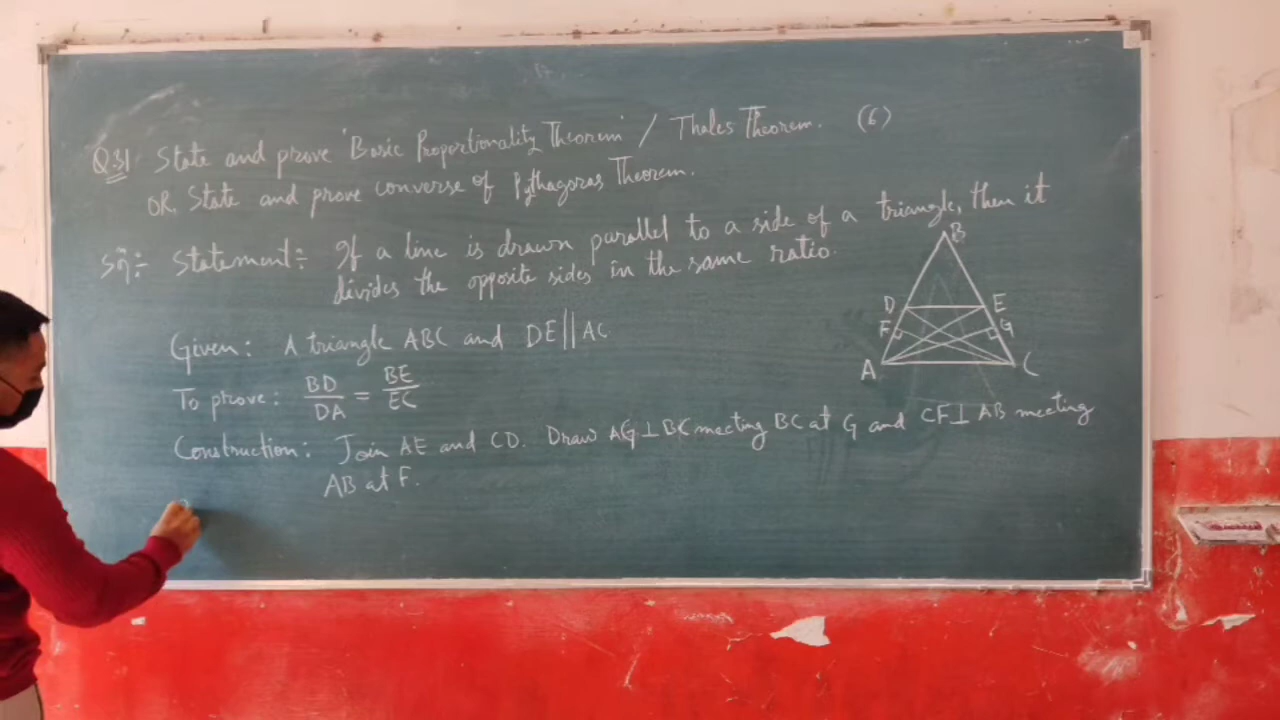 Q.31 State and prove 'Basic Proportionality Theorem' / Thales Theorem. (6)
OR. State and prove converse of Pythagoras Theorem.
Sol:- Statement:- If a line is drawn parallel to a side of a triangle, then it
divides the opposite sides in the same ratio.
Given: A triangle ABC and DE||AC
To prove: BD/DA = BE/EC
Construction: Join AE and CD. Draw AG⊥BC meeting BC at G and CF⊥AB meeting
AB at F.
B
D E
F G
A C